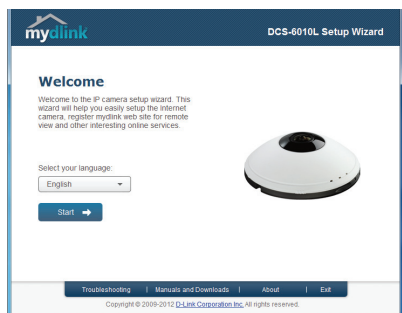 mydlink
DCS-6010L Setup Wizard
Welcome
Welcome to the IP camera setup wizard. This
wizard will help you easily setup the Internet
camera, register mydlink web site for remote
view and other interesting online services.
Select your language:
English
Start
Troubleshooting | Manuals and Downloads | About | Exit
Copyright © 2009-2012 D-Link Corporation Inc. All rights reserved.